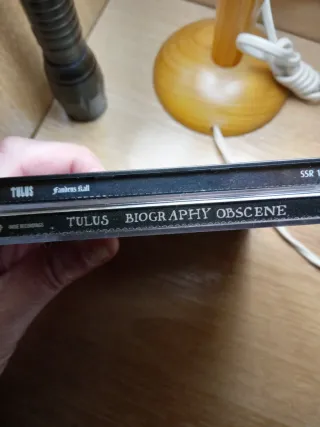 TULUS Fandens Kall SSR 1
TULUS BIOGRAPHY OBSCENE